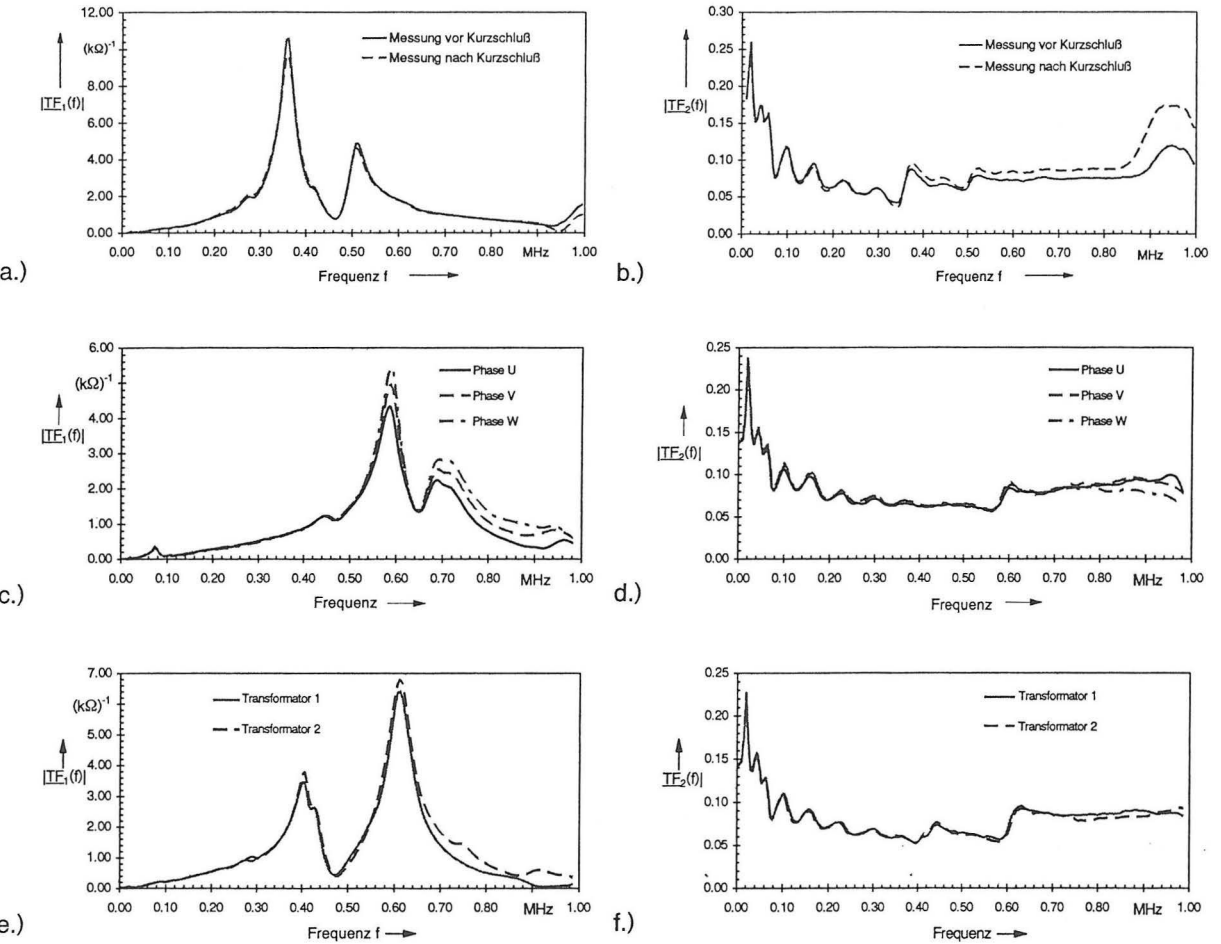 12.00
(kΩ)⁻¹
10.00
8.00
|TF₁(f)|
6.00
4.00
2.00
0.00
Messung vor Kurzschluß
Messung nach Kurzschluß
0.00 0.10 0.20 0.30 0.40 0.50 0.60 0.70 0.80 MHz 1.00
a.)
Frequenz f
0.30
0.25
0.20
|TF₂(f)|
0.15
0.10
0.05
0.00
Messung vor Kurzschluß
Messung nach Kurzschluß
0.00 0.10 0.20 0.30 0.40 0.50 0.60 0.70 0.80 MHz 1.00
b.)
Frequenz f
6.00
(kΩ)⁻¹
4.00
|TF₁(f)|
3.00
2.00
1.00
0.00
Phase U
Phase V
Phase W
0.00 0.10 0.20 0.30 0.40 0.50 0.60 0.70 0.80 MHz 1.00
c.)
Frequenz
0.25
0.20
0.15
|TF₂(f)|
0.10
0.05
0.00
Phase U
Phase V
Phase W
0.00 0.10 0.20 0.30 0.40 0.50 0.60 0.70 0.80 MHz 1.00
d.)
Frequenz
7.00
(kΩ)⁻¹
5.00
4.00
|TF₁(f)|
3.00
2.00
1.00
0.00
Transformator 1
Transformator 2
0.00 0.10 0.20 0.30 0.40 0.50 0.60 0.70 0.80 MHz 1.00
e.)
Frequenz f
0.25
0.20
0.15
TF₂(f)|
0.10
0.05
0.00
Transformator 1
Transformator 2
0.00 0.10 0.20 0.30 0.40 0.50 0.60 0.70 0.80 MHz 1.00
f.)
Frequenz